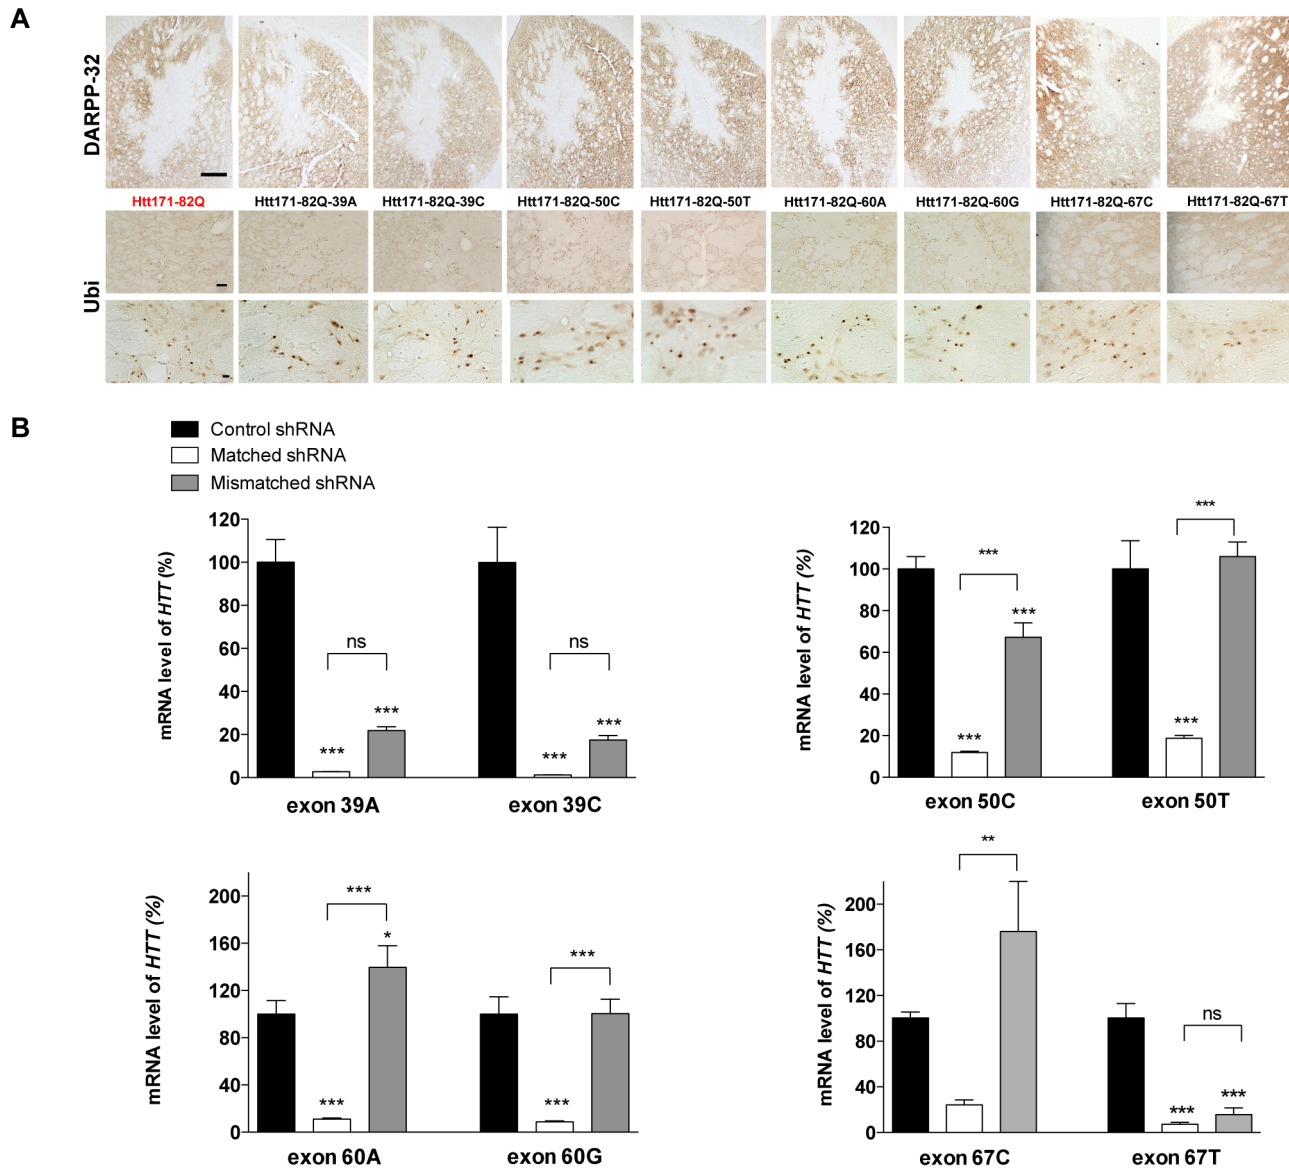 A
DARPP-32
Htt171-82Q Htt171-82Q-39A Htt171-82Q-39C Htt171-82Q-50C Htt171-82Q-50T Htt171-82Q-60A Htt171-82Q-60G Htt171-82Q-67C Htt171-82Q-67T
Ubi
B
Control shRNA
Matched shRNA
Mismatched shRNA
mRNA level of HTT (%)
120
100
80
60
40
20
0
ns
***
***
ns
***
***
exon 39A exon 39C
mRNA level of HTT (%)
120
100
80
60
40
20
0
***
***
***
***
***
exon 50C exon 50T
mRNA level of HTT (%)
200
160
120
80
40
0
***
*
***
***
***
exon 60A exon 60G
mRNA level of HTT (%)
200
160
120
80
40
0
**
ns
***
***
exon 67C exon 67T